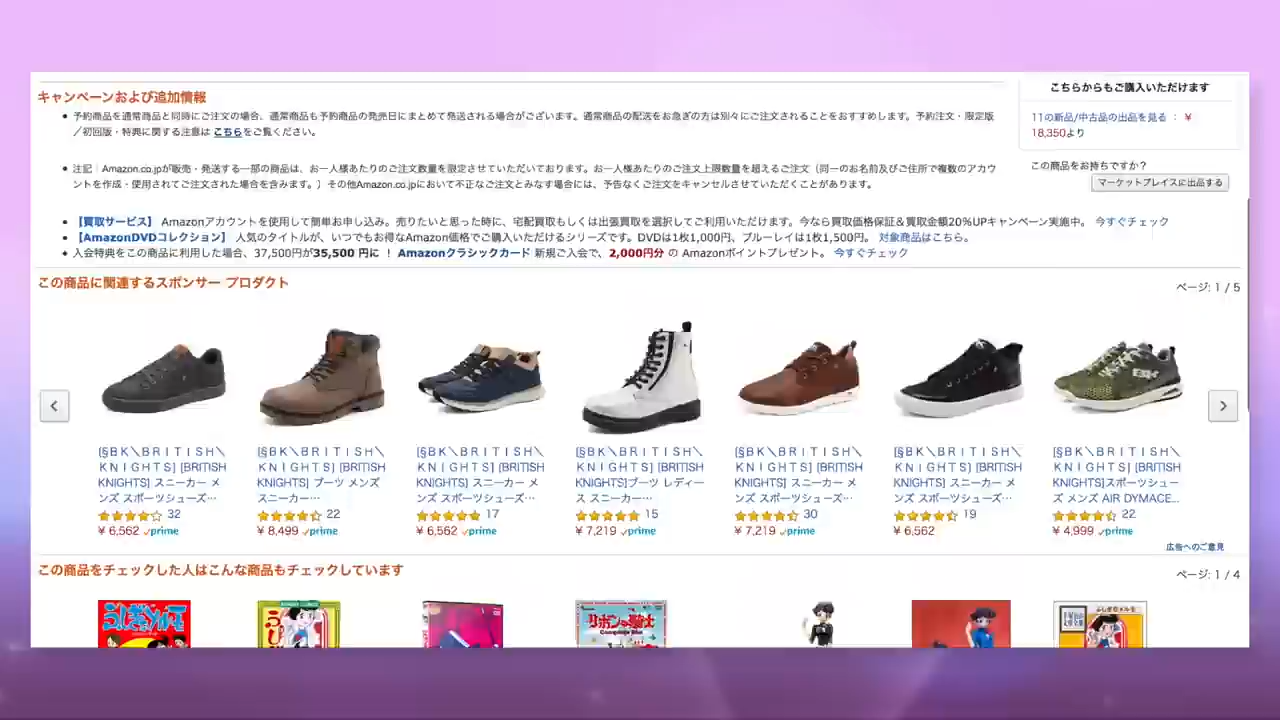 キャンペーンおよび追加情報
予約商品を通常商品と同時にご注文の場合、通常商品も予約商品の発売日にまとめて発送される場合がございます。通常商品の配送をお急ぎの方は別々にご注文されることをおすすめします。予約注文・限定版
／初回版・特典に関する注意は こちらをご覧ください。
注記：Amazon.co.jpが販売・発送する一部の商品は、お一人様あたりのご注文数量を限定させていただいております。お一人様あたりのご注文上限数量を超えるご注文（同一のお名前及びご住所で複数のアカウ
ントを作成・使用されてご注文された場合を含みます。）その他Amazon.co.jpにおいて不正なご注文とみなす場合には、予告なくご注文をキャンセルさせていただくことがあります。
【買取サービス】 Amazonアカウントを使用して簡単お申し込み。売りたいと思った時に、宅配買取もしくは出張買取を選択してご利用いただけます。今なら買取価格保証＆買取金額20%UPキャンペーン実施中。 今すぐチェック
【AmazonDVDコレクション】 人気のタイトルが、いつでもお得なAmazon価格でご購入いただけるシリーズです。DVDは1枚1,000円、ブルーレイは1枚1,500円。 対象商品はこちら。
入会特典をこの商品に利用した場合、37,500円が35,500 円に ！ Amazonクラシックカード 新規ご入会で、2,000円分 の Amazonポイントプレゼント。 今すぐチェック
こちらからもご購入いただけます
11の新品/中古品の出品を見る ： ￥
18,350より
この商品をお持ちですか？
マーケットプレイスに出品する
この商品に関連するスポンサー プロダクト
ページ: 1 / 5
[§ＢＫ＼ＢＲＩＴＩＳＨ＼
ＫＮＩＧＨＴＳ] [BRITISH
KNIGHTS] スニーカー メ
ンズ スポーツシューズ…
32
￥ 6,562 prime
[§ＢＫ＼ＢＲＩＴＩＳＨ＼
ＫＮＩＧＨＴＳ] [BRITISH
KNIGHTS] ブーツ メンズ
スニーカー…
22
￥ 8,499 prime
[§ＢＫ＼ＢＲＩＴＩＳＨ＼
ＫＮＩＧＨＴＳ] [BRITISH
KNIGHTS] スニーカー メ
ンズ スポーツシューズ…
17
￥ 6,562 prime
[§ＢＫ＼ＢＲＩＴＩＳＨ＼
ＫＮＩＧＨＴＳ] [BRITISH
KNIGHTS]ブーツ レディー
ス スニーカー…
15
￥ 7,219 prime
[§ＢＫ＼ＢＲＩＴＩＳＨ＼
ＫＮＩＧＨＴＳ] [BRITISH
KNIGHTS] スニーカー メ
ンズ スポーツシューズ…
30
￥ 7,219 prime
[§ＢＫ＼ＢＲＩＴＩＳＨ＼
ＫＮＩＧＨＴＳ] [BRITISH
KNIGHTS] スニーカー メ
ンズ スポーツシューズ…
19
￥ 6,562
[§ＢＫ＼ＢＲＩＴＩＳＨ＼
ＫＮＩＧＨＴＳ] [BRITISH
KNIGHTS]スポーツシュー
ズ メンズ AIR DYMACE...
22
￥ 4,999 prime
広告へのご意見
この商品をチェックした人はこんな商品もチェックしています
ページ: 1 / 4
リボンの騎士